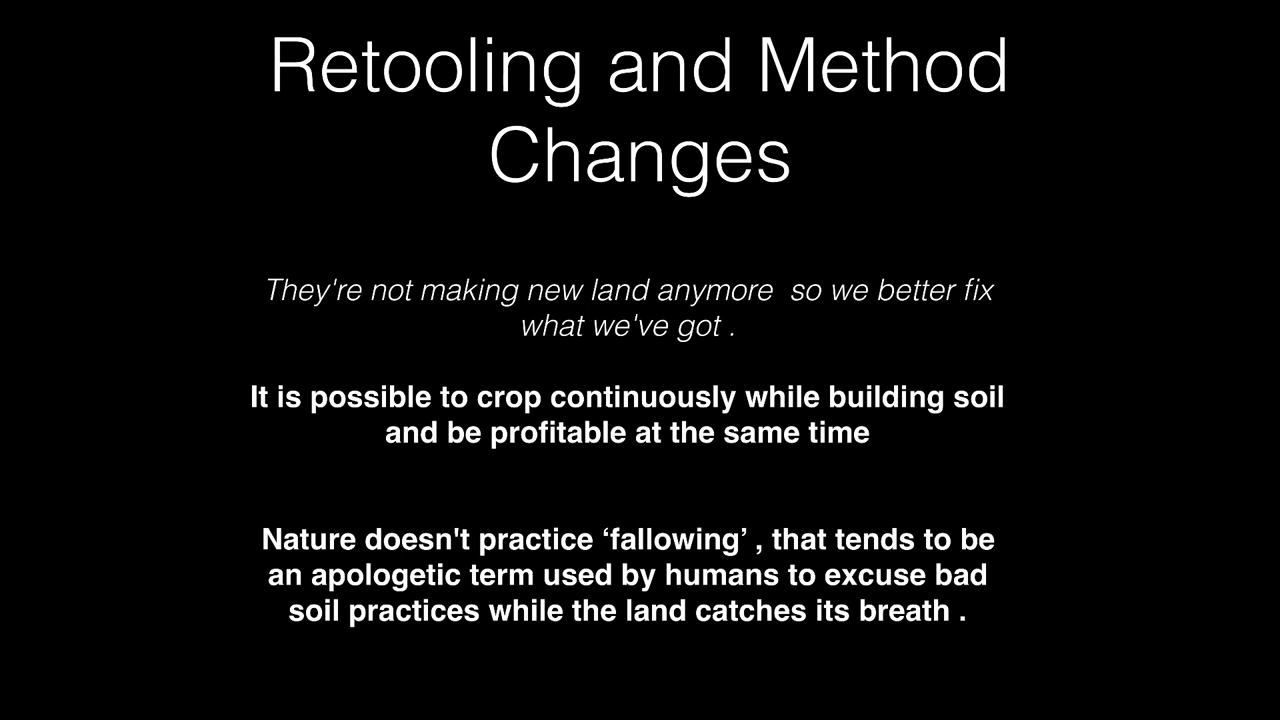 Retooling and Method
Changes
They're not making new land anymore  so we better fix
what we've got .
It is possible to crop continuously while building soil
and be profitable at the same time
Nature doesn't practice ‘fallowing’ , that tends to be
an apologetic term used by humans to excuse bad
soil practices while the land catches its breath .